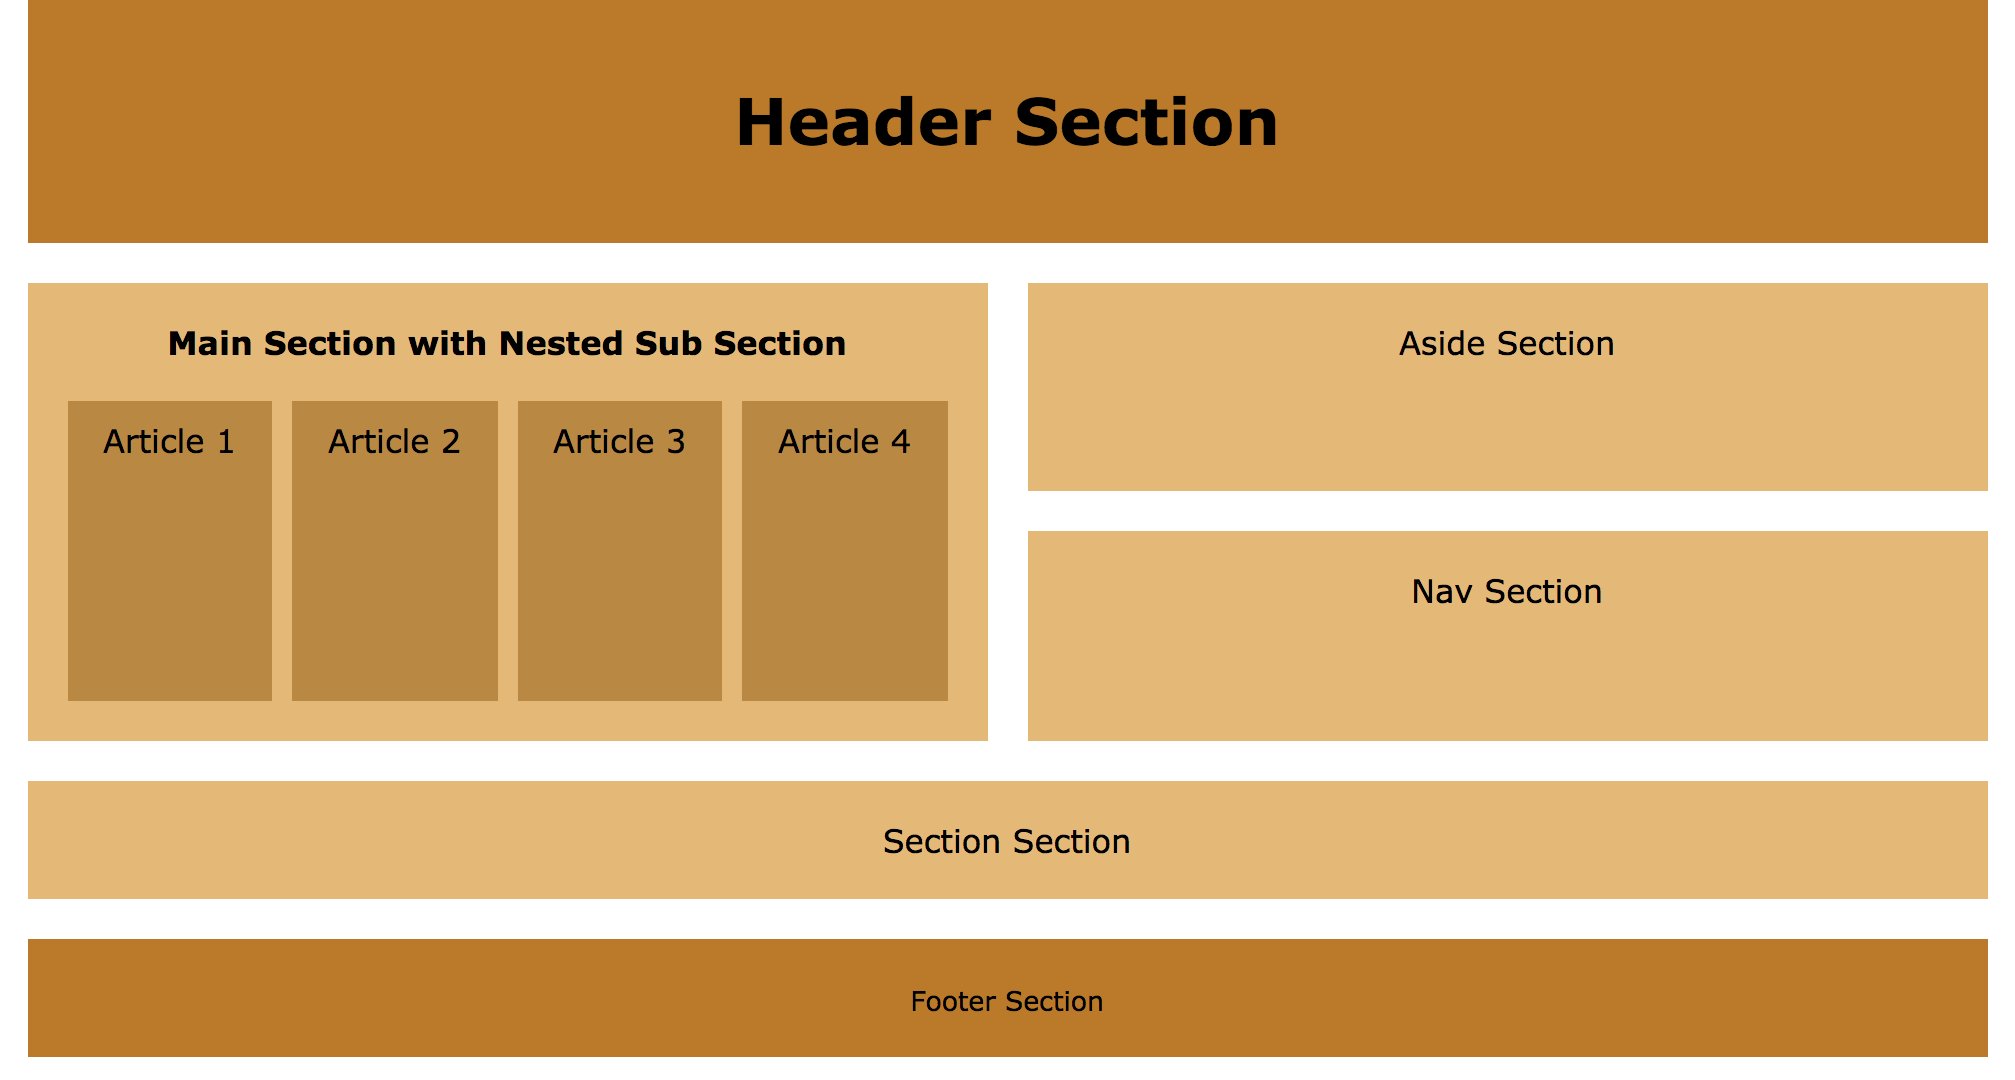 Header Section
Main Section with Nested Sub Section
Article 1
Article 2
Article 3
Article 4
Aside Section
Nav Section
Section Section
Footer Section